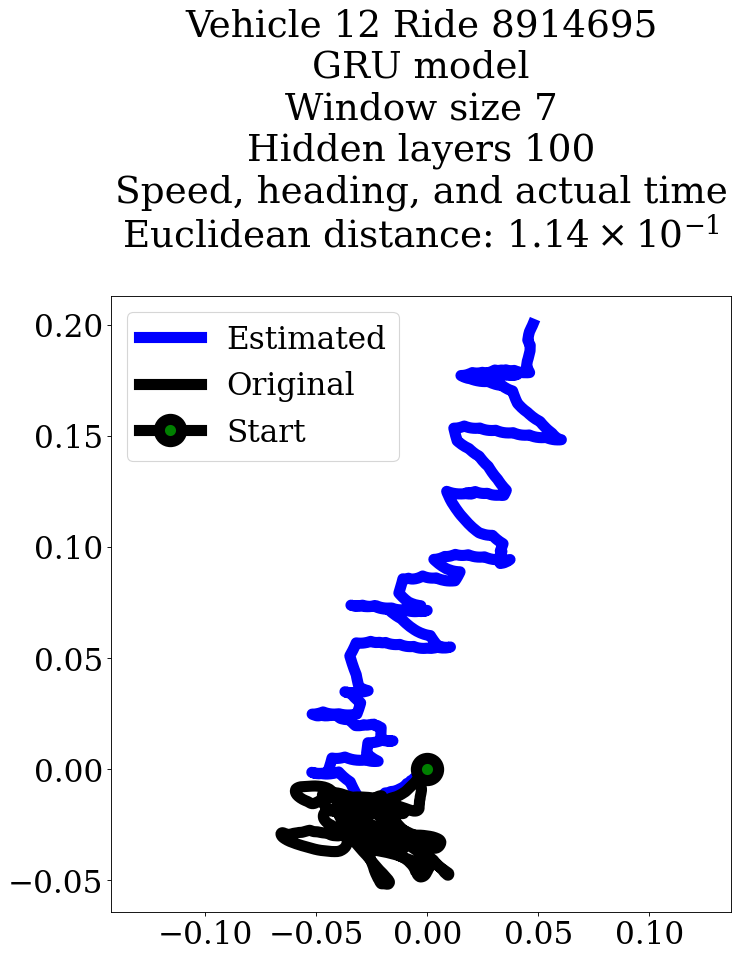 Vehicle 12 Ride 8914695
GRU model
Window size 7
Hidden layers 100
Speed, heading, and actual time
Euclidean distance: 1.14 × 10⁻¹
Estimated
Original
Start
0.20
0.15
0.10
0.05
0.00
−0.05
−0.10 −0.05 0.00 0.05 0.10